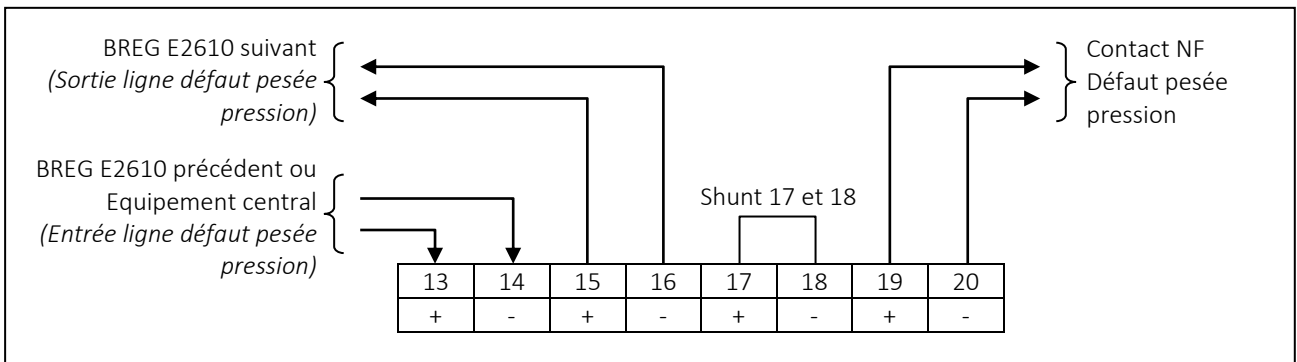 BREG E2610 suivant
(Sortie ligne défaut pesée
pression)
Contact NF
Défaut pesée
pression
BREG E2610 précédent ou
Equipement central
(Entrée ligne défaut pesée
pression)
Shunt 17 et 18
13 14 15 16 17 18 19 20
+ - + - + - + -